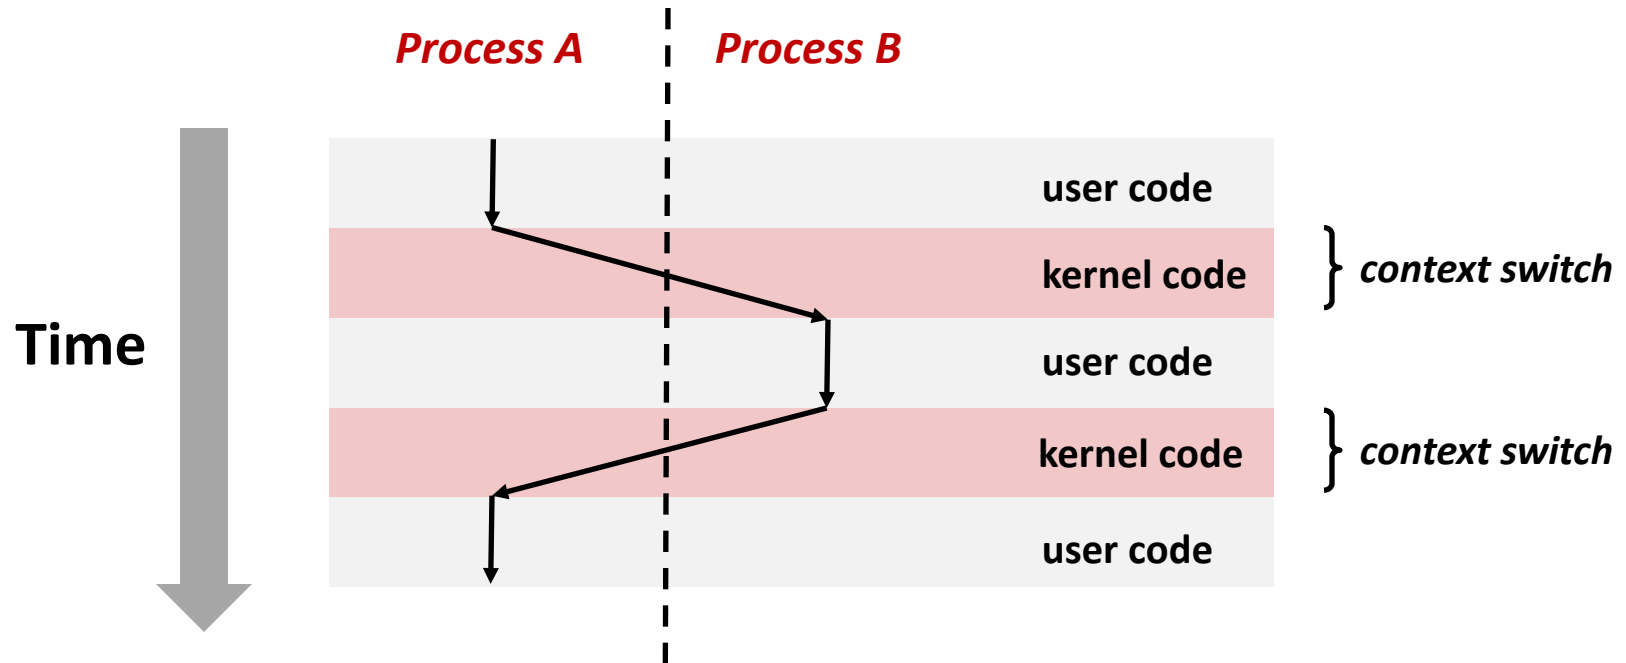 Process A
Process B
user code
kernel code
context switch
Time
user code
kernel code
context switch
user code